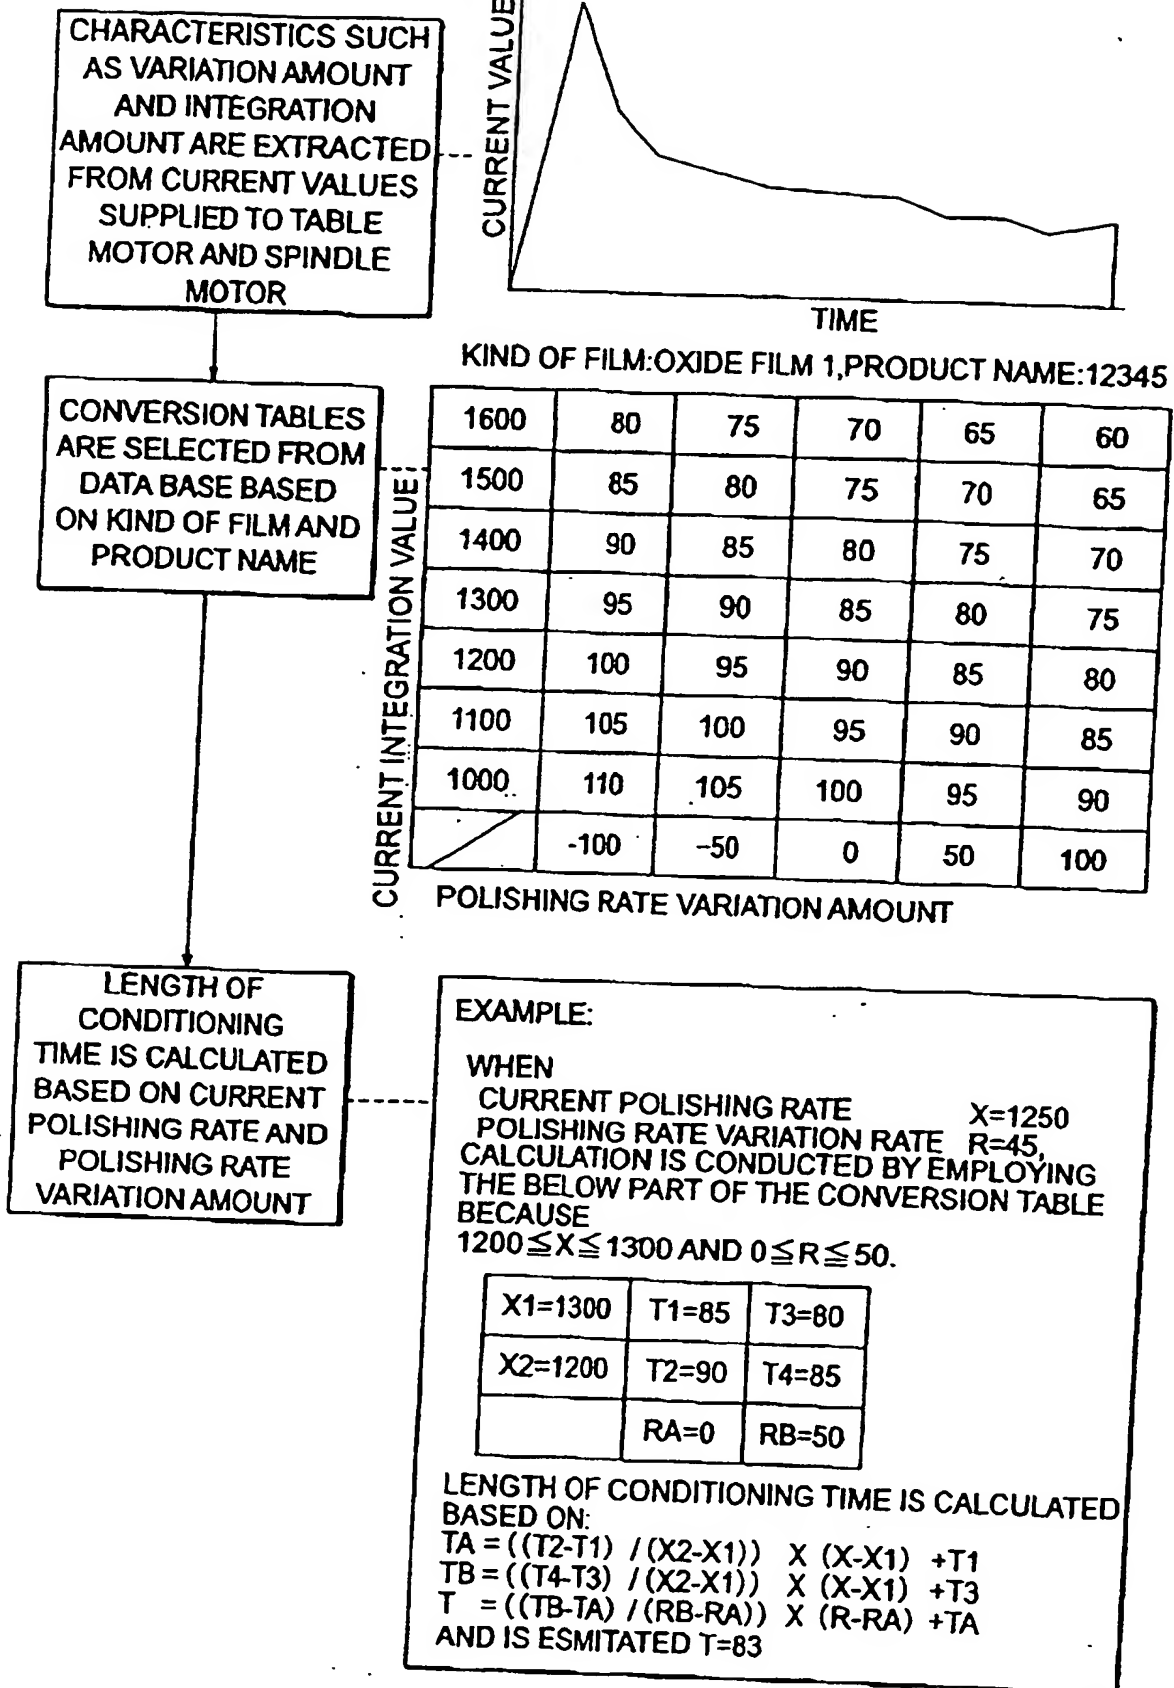 CHARACTERISTICS SUCH
AS VARIATION AMOUNT
AND INTEGRATION
AMOUNT ARE EXTRACTED
FROM CURRENT VALUES
SUPPLIED TO TABLE
MOTOR AND SPINDLE
MOTOR
CURRENT VALUE
TIME
CONVERSION TABLES
ARE SELECTED FROM
DATA BASE BASED
ON KIND OF FILM AND
PRODUCT NAME
KIND OF FILM:OXIDE FILM 1,PRODUCT NAME:12345
CURRENT INTEGRATION VALUE
1600 80 75 70 65 60
1500 85 80 75 70 65
1400 90 85 80 75 70
1300 95 90 85 80 75
1200 100 95 90 85 80
1100 105 100 95 90 85
1000 110 105 100 95 90
-100 -50 0 50 100
POLISHING RATE VARIATION AMOUNT
LENGTH OF
CONDITIONING
TIME IS CALCULATED
BASED ON CURRENT
POLISHING RATE AND
POLISHING RATE
VARIATION AMOUNT
EXAMPLE:
WHEN
CURRENT POLISHING RATE X=1250
POLISHING RATE VARIATION RATE R=45,
CALCULATION IS CONDUCTED BY EMPLOYING
THE BELOW PART OF THE CONVERSION TABLE
BECAUSE
1200≦X≦1300 AND 0≦R≦50.
X1=1300 T1=85 T3=80
X2=1200 T2=90 T4=85
RA=0 RB=50
LENGTH OF CONDITIONING TIME IS CALCULATED
BASED ON:
TA = ((T2-T1) / (X2-X1)) X (X-X1) +T1
TB = ((T4-T3) / (X2-X1)) X (X-X1) +T3
T = ((TB-TA) / (RB-RA)) X (R-RA) +TA
AND IS ESMITATED T=83